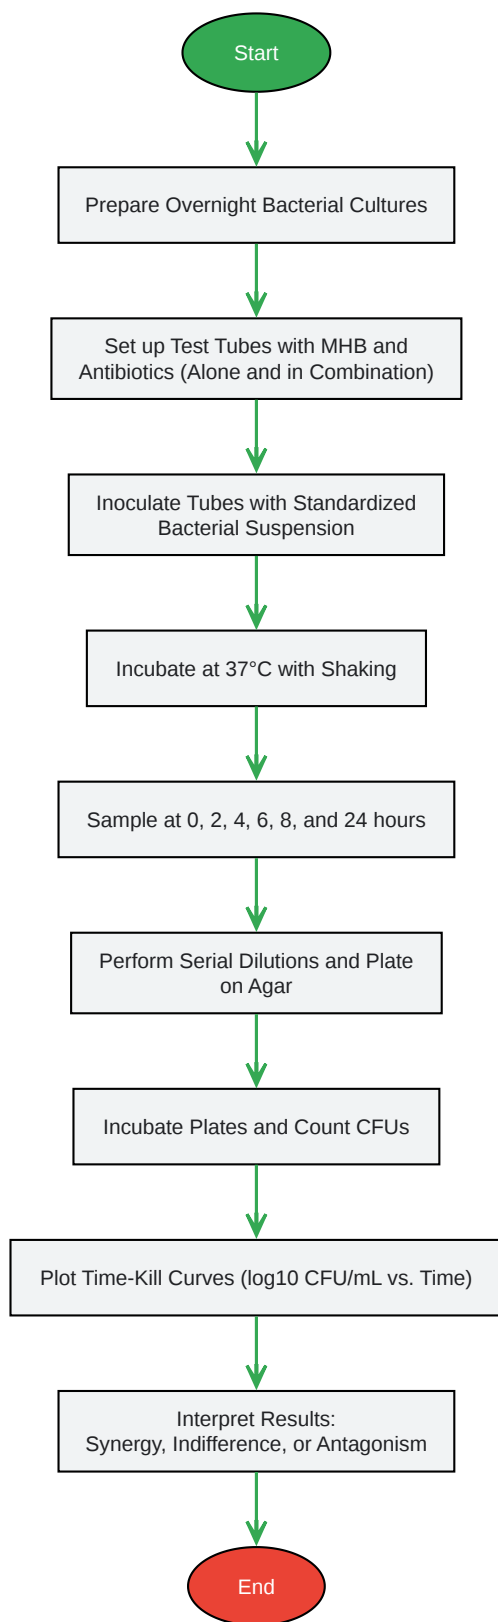 Start
Prepare Overnight Bacterial Cultures
Set up Test Tubes with MHB and
Antibiotics (Alone and in Combination)
Inoculate Tubes with Standardized
Bacterial Suspension
Incubate at 37°C with Shaking
Sample at 0, 2, 4, 6, 8, and 24 hours
Perform Serial Dilutions and Plate
on Agar
Incubate Plates and Count CFUs
Plot Time-Kill Curves (log10 CFU/mL vs. Time)
Interpret Results:
Synergy, Indifference, or Antagonism
End